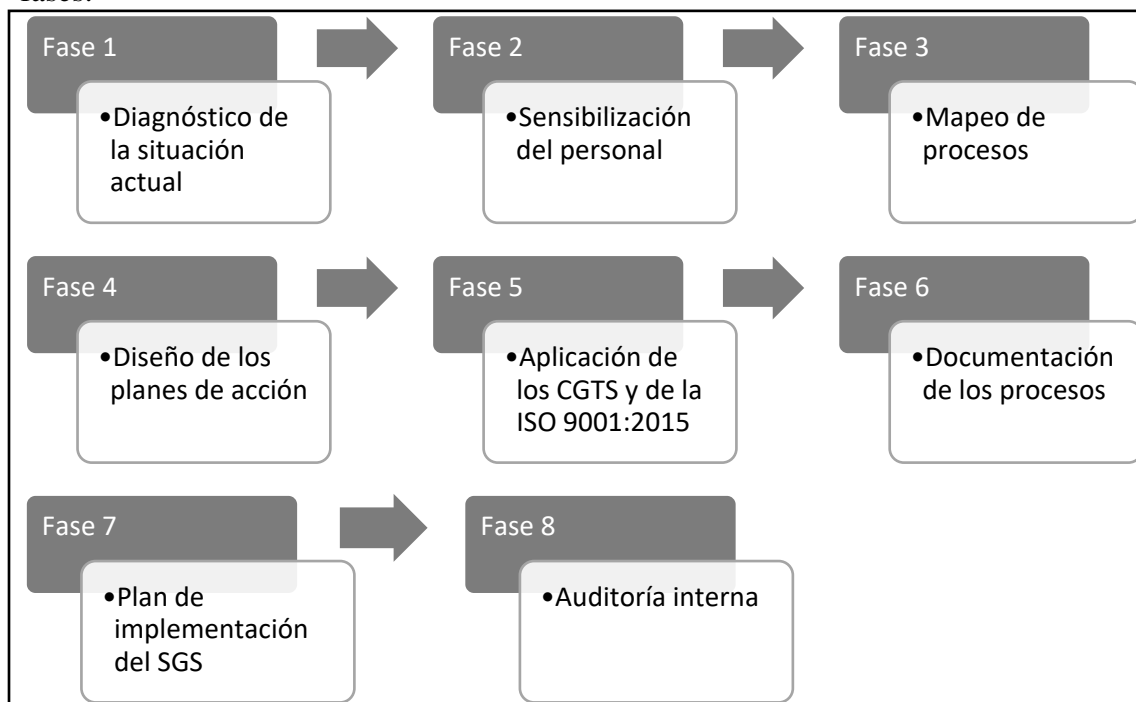 fases:
Fase 1
•Diagnóstico de
la situación
actual
Fase 2
•Sensibilización
del personal
Fase 3
•Mapeo de
procesos
Fase 4
•Diseño de los
planes de acción
Fase 5
•Aplicación de
los CGTS y de la
ISO 9001:2015
Fase 6
•Documentación
de los procesos
Fase 7
•Plan de
implementación
del SGS
Fase 8
•Auditoría interna